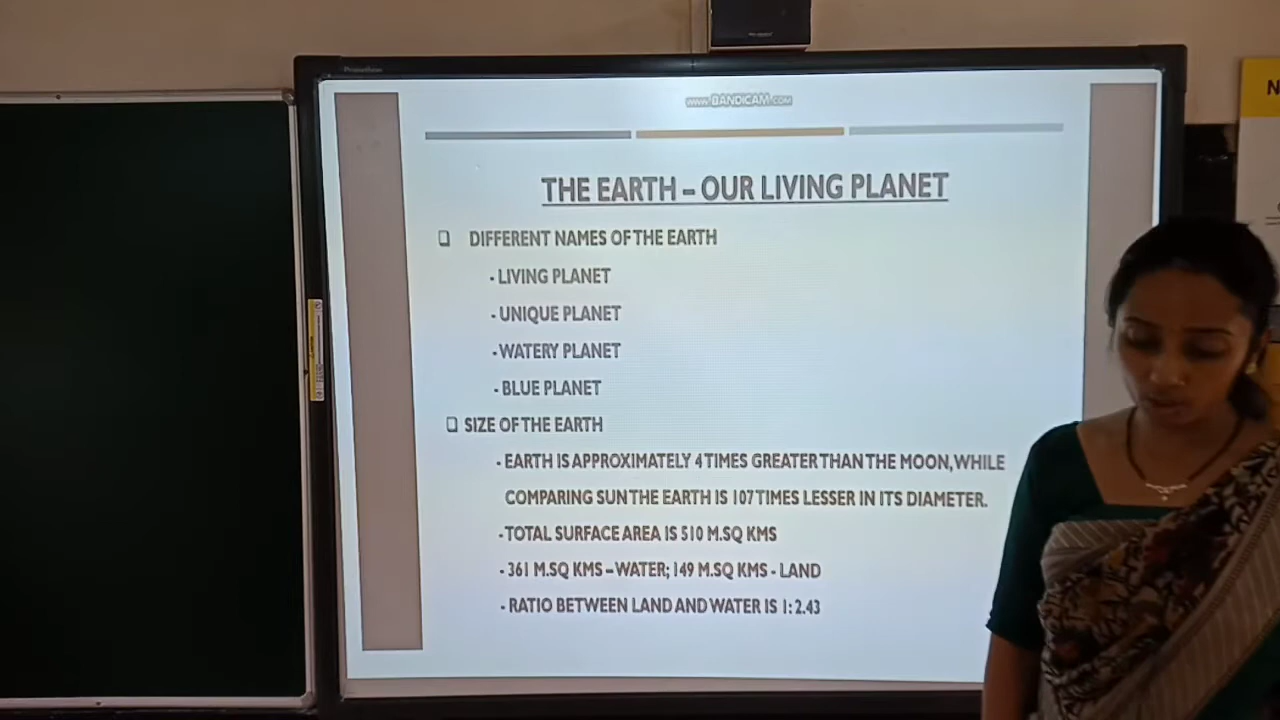 Promethean
WWW.BANDICAM.COM
THE EARTH – OUR LIVING PLANET
DIFFERENT NAMES OF THE EARTH
- LIVING PLANET
- UNIQUE PLANET
- WATERY PLANET
- BLUE PLANET
SIZE OF THE EARTH
- EARTH IS APPROXIMATELY 4 TIMES GREATER THAN THE MOON, WHILE
COMPARING SUN THE EARTH IS 107 TIMES LESSER IN ITS DIAMETER.
- TOTAL SURFACE AREA IS 510 M.SQ KMS
- 361 M.SQ KMS – WATER; 149 M.SQ KMS - LAND
- RATIO BETWEEN LAND AND WATER IS 1: 2.43
N